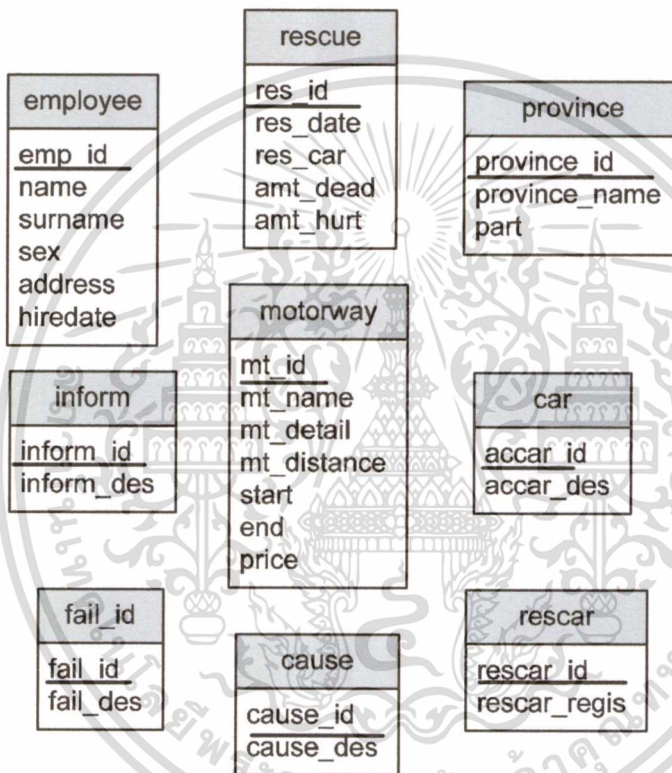 rescue
res_id
res_date
res_car
amt_dead
amt_hurt
employee
emp_id
name
surname
sex
address
hiredate
province
province_id
province_name
part
motorway
mt_id
mt_name
mt_detail
mt_distance
start
end
price
inform
inform_id
inform_des
car
accar_id
accar_des
fail_id
fail_id
fail_des
cause
cause_id
cause_des
rescar
rescar_id
rescar_regis